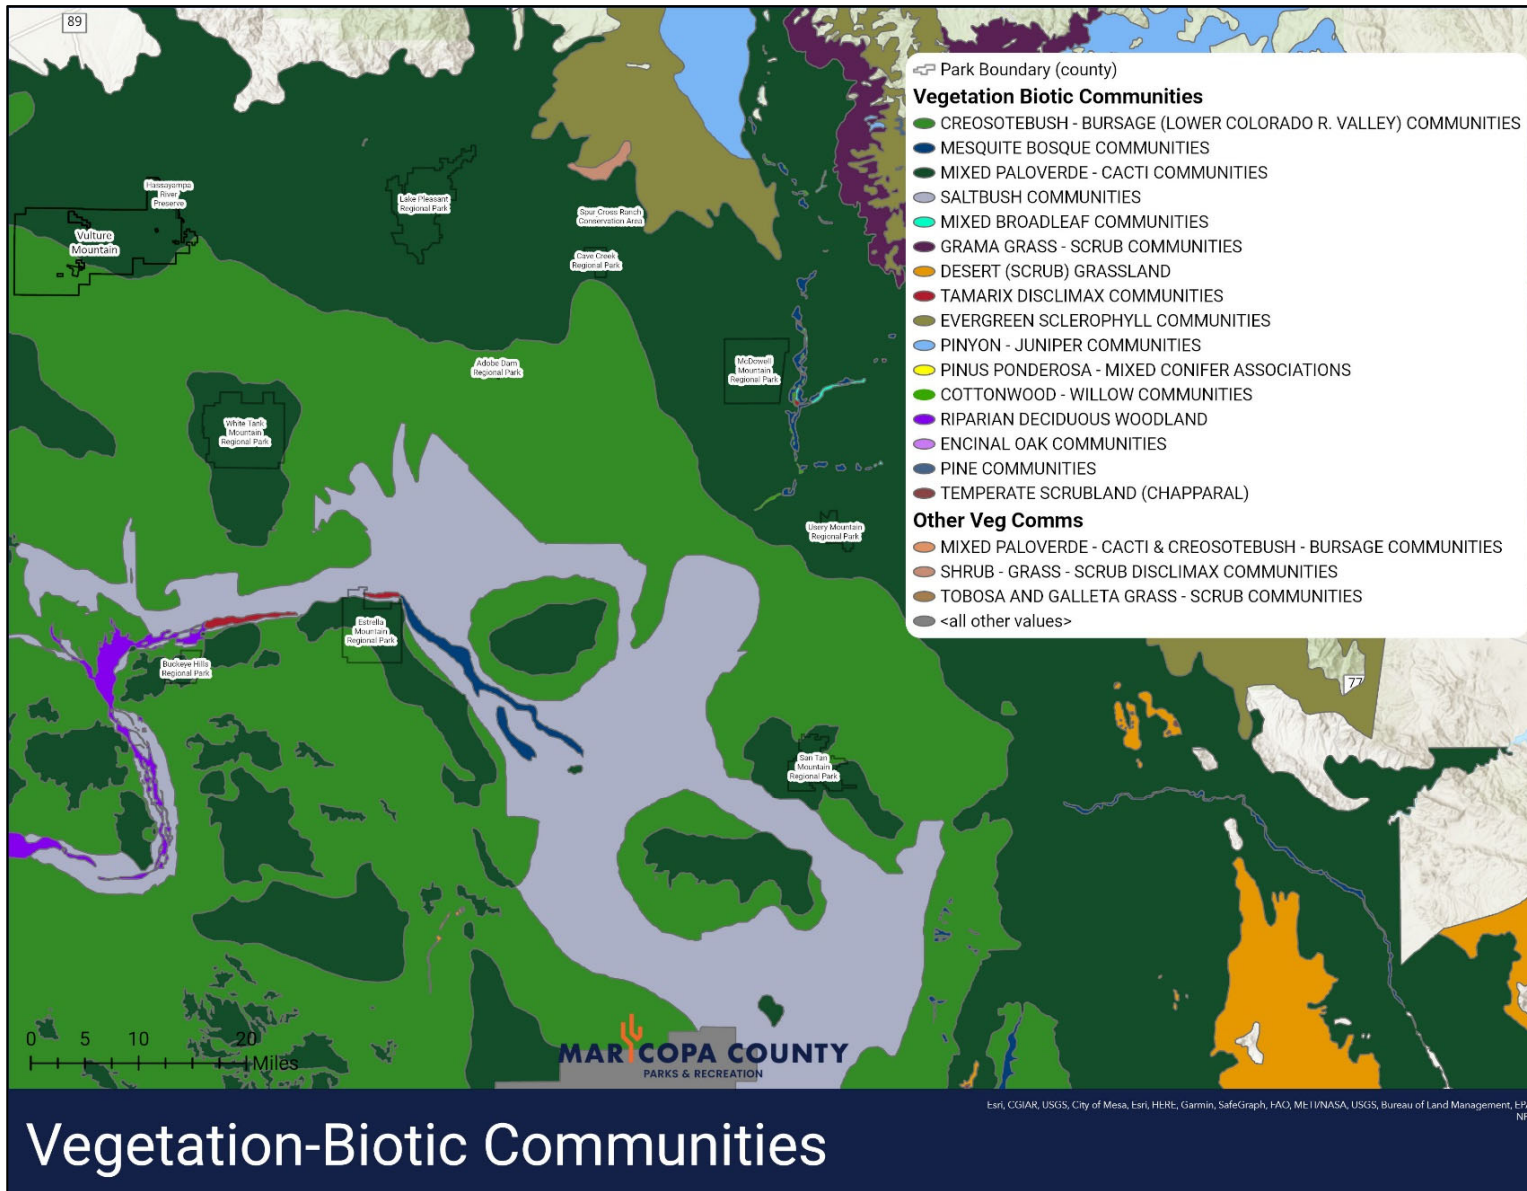 89
Park Boundary (county)
Vegetation Biotic Communities
CREOSOTEBUSH - BURSAGE (LOWER COLORADO R. VALLEY) COMMUNITIES
MESQUITE BOSQUE COMMUNITIES
MIXED PALOVERDE - CACTI COMMUNITIES
SALTBUSH COMMUNITIES
MIXED BROADLEAF COMMUNITIES
GRAMA GRASS - SCRUB COMMUNITIES
DESERT (SCRUB) GRASSLAND
TAMARIX DISCLIMAX COMMUNITIES
EVERGREEN SCLEROPHYLL COMMUNITIES
PINYON - JUNIPER COMMUNITIES
PINUS PONDEROSA - MIXED CONIFER ASSOCIATIONS
COTTONWOOD - WILLOW COMMUNITIES
RIPARIAN DECIDUOUS WOODLAND
ENCINAL OAK COMMUNITIES
PINE COMMUNITIES
TEMPERATE SCRUBLAND (CHAPPARAL)
Other Veg Comms
MIXED PALOVERDE - CACTI & CREOSOTEBUSH - BURSAGE COMMUNITIES
SHRUB - GRASS - SCRUB DISCLIMAX COMMUNITIES
TOBOSA AND GALLETA GRASS - SCRUB COMMUNITIES
<all other values>
Hassayampa
River
Preserve
Vulture
Mountain
Lake Pleasant
Regional Park
Spur Cross Ranch
Conservation Area
Cave Creek
Regional Park
Adobe Dam
Regional Park
McDowell
Mountain
Regional Park
White Tank
Mountain
Regional Park
Usery Mountain
Regional Park
Estrella
Mountain
Regional Park
Buckeye Hills
Regional Park
77
San Tan
Mountain
Regional Park
0 5 10 20
Miles
MARICOPA COUNTY
PARKS & RECREATION
Esri, CGIAR, USGS, City of Mesa, Esri, HERE, Garmin, SafeGraph, FAO, METI/NASA, USGS, Bureau of Land Management, EPA
Vegetation-Biotic Communities